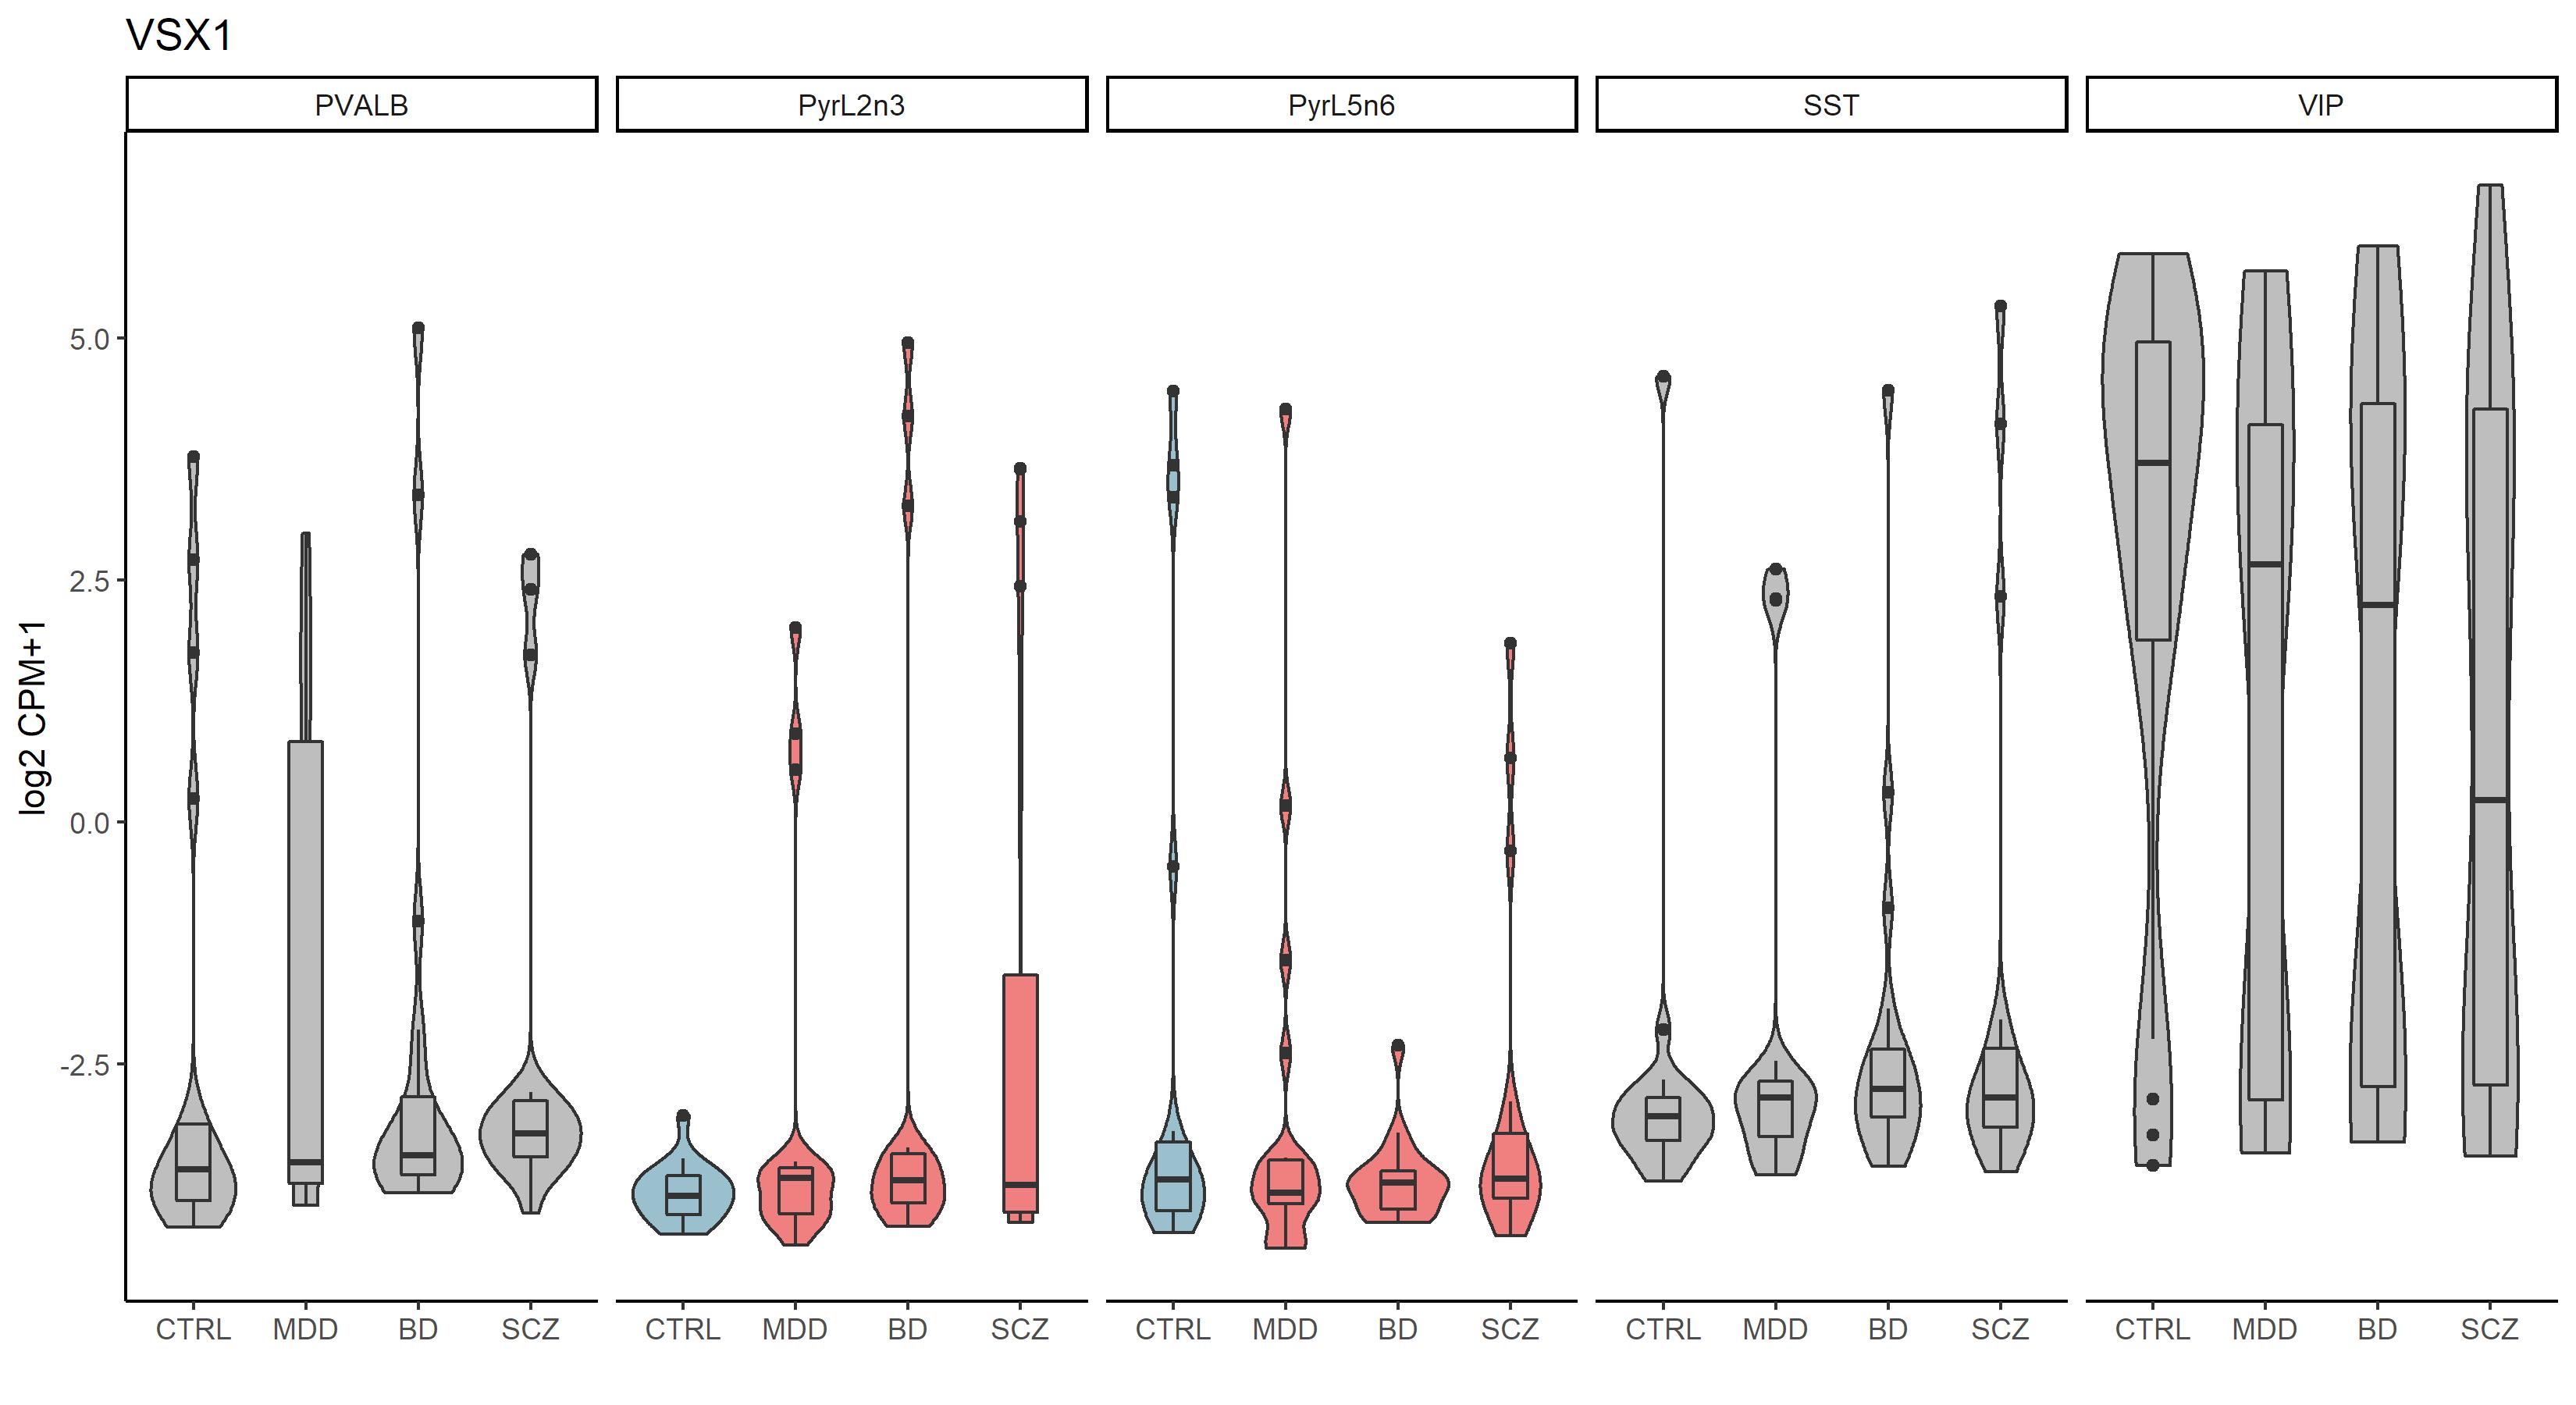 VSX1
PVALB PyrL2n3 PyrL5n6 SST VIP
log2 CPM+1
5.0
2.5
0.0
-2.5
CTRL MDD BD SCZ CTRL MDD BD SCZ CTRL MDD BD SCZ CTRL MDD BD SCZ CTRL MDD BD SCZ